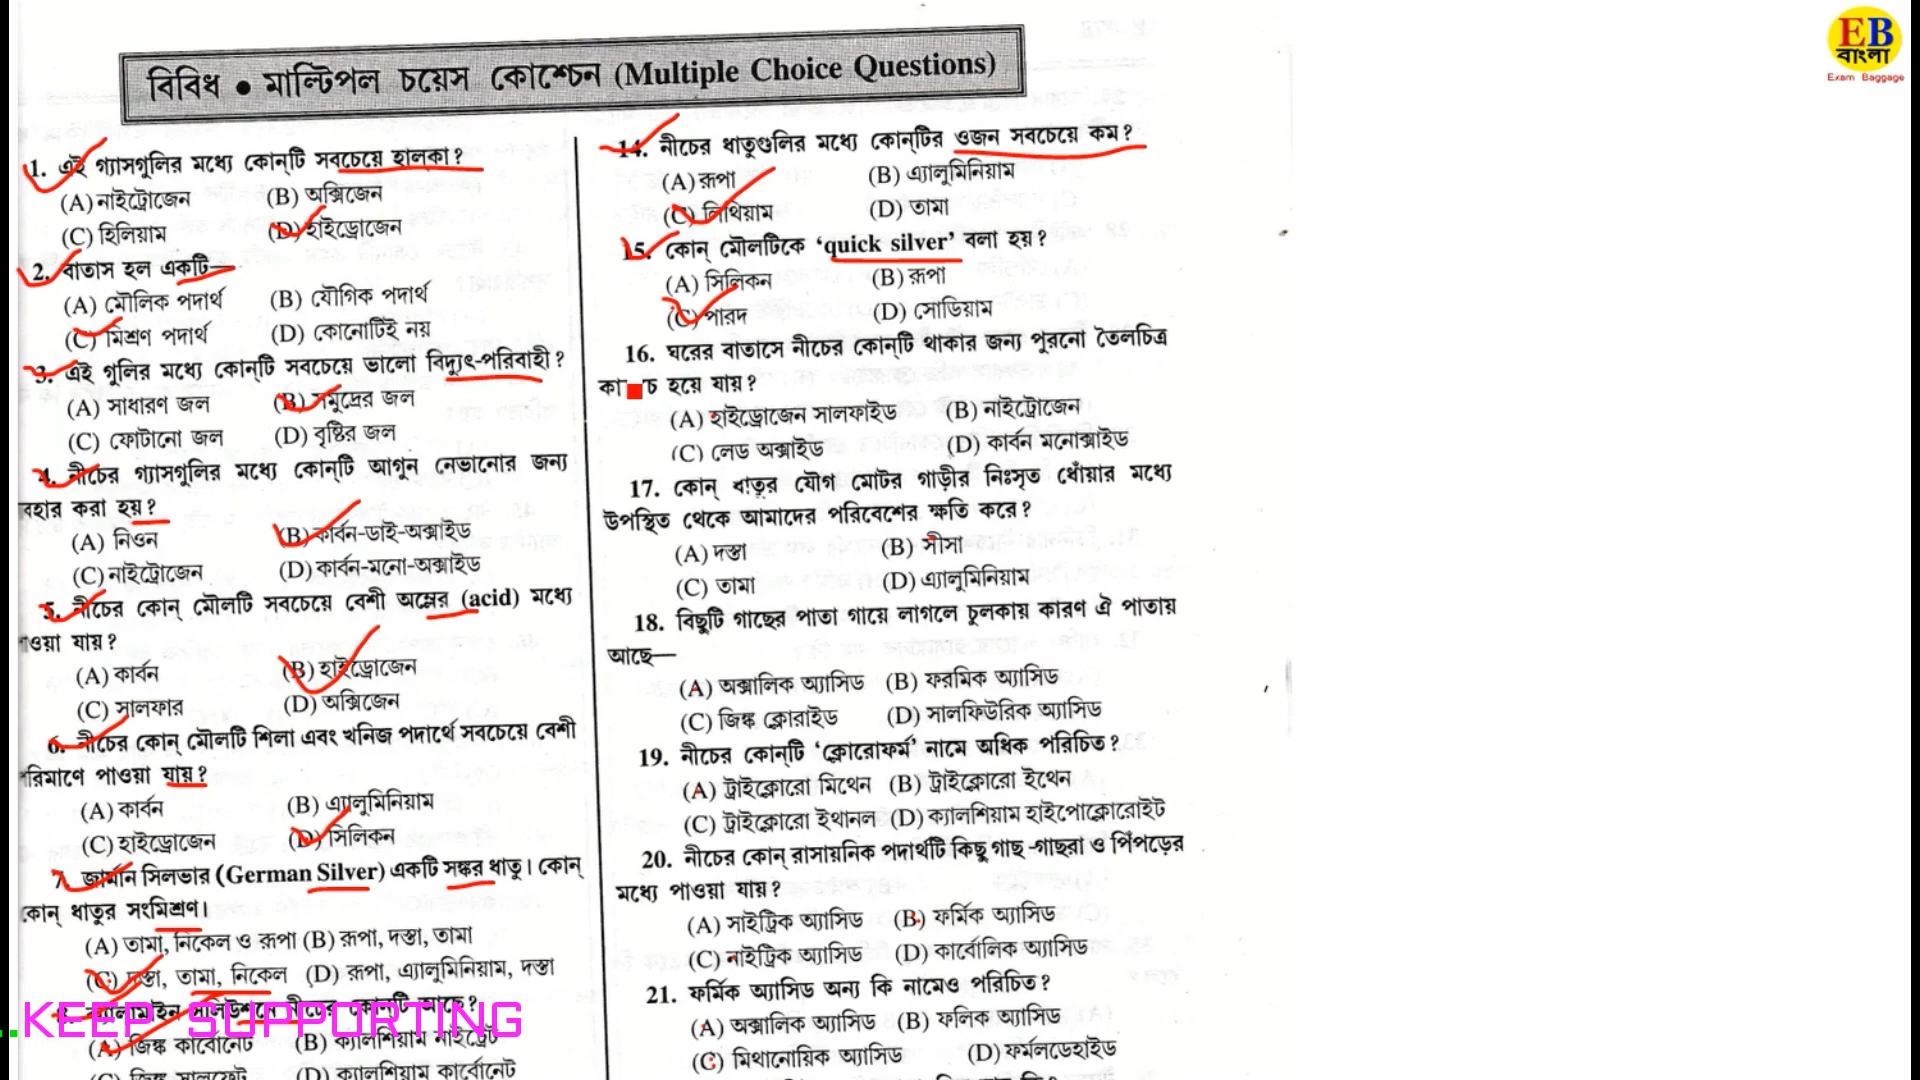 বিবিধ ● মাল্টিপল চয়েস কোশ্চেন (Multiple Choice Questions)
EB
বাংলা
Exam Baggage
1. এই গ্যাসগুলির মধ্যে কোন্‌টি সবচেয়ে হালকা?
(A) নাইট্রোজেন (B) অক্সিজেন
(C) হিলিয়াম (D) হাইড্রোজেন
2. বাতাস হল একটি—
(A) মৌলিক পদার্থ (B) যৌগিক পদার্থ
(C) মিশ্রণ পদার্থ (D) কোনোটিই নয়
3. এই গুলির মধ্যে কোন্‌টি সবচেয়ে ভালো বিদ্যুৎ-পরিবাহী?
(A) সাধারণ জল (B) সমুদ্রের জল
(C) ফোটানো জল (D) বৃষ্টির জল
4. নীচের গ্যাসগুলির মধ্যে কোন্‌টি আগুন নেভানোর জন্য
বহার করা হয়?
(A) নিওন (B) কার্বন-ডাই-অক্সাইড
(C) নাইট্রোজেন (D) কার্বন-মনো-অক্সাইড
5. নীচের কোন্ মৌলটি সবচেয়ে বেশী অম্লের (acid) মধ্যে
াওয়া যায়?
(A) কার্বন (B) হাইড্রোজেন
(C) সালফার (D) অক্সিজেন
6. নীচের কোন্ মৌলটি শিলা এবং খনিজ পদার্থে সবচেয়ে বেশী
রিমাণে পাওয়া যায়?
(A) কার্বন (B) এ্যালুমিনিয়াম
(C) হাইড্রোজেন (D) সিলিকন
7. জার্মান সিলভার (German Silver) একটি সঙ্কর ধাতু। কোন্
কোন্ ধাতুর সংমিশ্রণ।
(A) তামা, নিকেল ও রূপা (B) রূপা, দস্তা, তামা
(C) দস্তা, তামা, নিকেল (D) রূপা, এ্যালুমিনিয়াম, দস্তা
8. ক্যালামাইন সলিউশনে নীচের কোন্‌টি আছে?
..KEEP SUPPORTING
(A) জিঙ্ক কার্বোনেট (B) ক্যালশিয়াম নাইট্রেট
(C) জিঙ্ক সালফেট (D) ক্যালশিয়াম কার্বোনেট
14. নীচের ধাতুগুলির মধ্যে কোন্‌টির ওজন সবচেয়ে কম?
(A) রূপা (B) এ্যালুমিনিয়াম
(C) লিথিয়াম (D) তামা
15. কোন্ মৌলটিকে ‘quick silver’ বলা হয়?
(A) সিলিকন (B) রূপা
(C) পারদ (D) সোডিয়াম
16. ঘরের বাতাসে নীচের কোন্‌টি থাকার জন্য পুরনো তৈলচিত্র
হয়ে যায়?
(A) হাইড্রোজেন সালফাইড (B) নাইট্রোজেন
(C) লেড অক্সাইড (D) কার্বন মনোক্সাইড
17. কোন্ ধাতুর যৌগ মোটর গাড়ীর নিঃসৃত ধোঁয়ার মধ্যে
উপস্থিত থেকে আমাদের পরিবেশের ক্ষতি করে?
(A) দস্তা (B) সীসা
(C) তামা (D) এ্যালুমিনিয়াম
18. বিছুটি গাছের পাতা গায়ে লাগলে চুলকায় কারণ ঐ পাতায়
আছে—
(A) অক্সালিক অ্যাসিড (B) ফরমিক অ্যাসিড
(C) জিঙ্ক ক্লোরাইড (D) সালফিউরিক অ্যাসিড
19. নীচের কোন্‌টি ‘ক্লোরোফর্ম’ নামে অধিক পরিচিত?
(A) ট্রাইক্লোরো মিথেন (B) ট্রাইক্লোরো ইথেন
(C) ট্রাইক্লোরো ইথানল (D) ক্যালশিয়াম হাইপোক্লোরোাইট
20. নীচের কোন্ রাসায়নিক পদার্থটি কিছু গাছ-গাছরা ও পিঁপড়ের
মধ্যে পাওয়া যায়?
(A) সাইট্রিক অ্যাসিড (B) ফর্মিক অ্যাসিড
(C) নাইট্রিক অ্যাসিড (D) কার্বোলিক অ্যাসিড
21. ফর্মিক অ্যাসিড অন্য কি নামেও পরিচিত?
(A) অক্সালিক অ্যাসিড (B) ফলিক অ্যাসিড
(C) মিথানোয়িক অ্যাসিড (D) ফর্মলডেহাইড